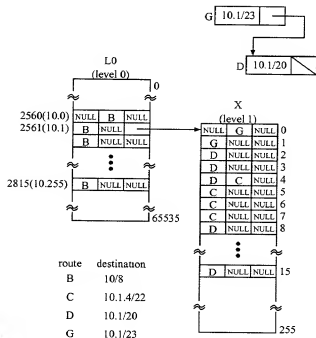 G 10.1/23
D 10.1/20
L0
(level 0)
0
2560(10.0) NULL B NULL
2561(10.1) B NULL
B NULL NULL
2815(10.255) B NULL NULL
65535
X
(level 1)
NULL G NULL 0
G NULL NULL 1
D NULL NULL 2
D NULL NULL 3
D C NULL 4
C NULL NULL 5
C NULL NULL 6
C NULL NULL 7
D NULL NULL 8
D NULL NULL 15
255
route destination
B 10/8
C 10.1.4/22
D 10.1/20
G 10.1/23